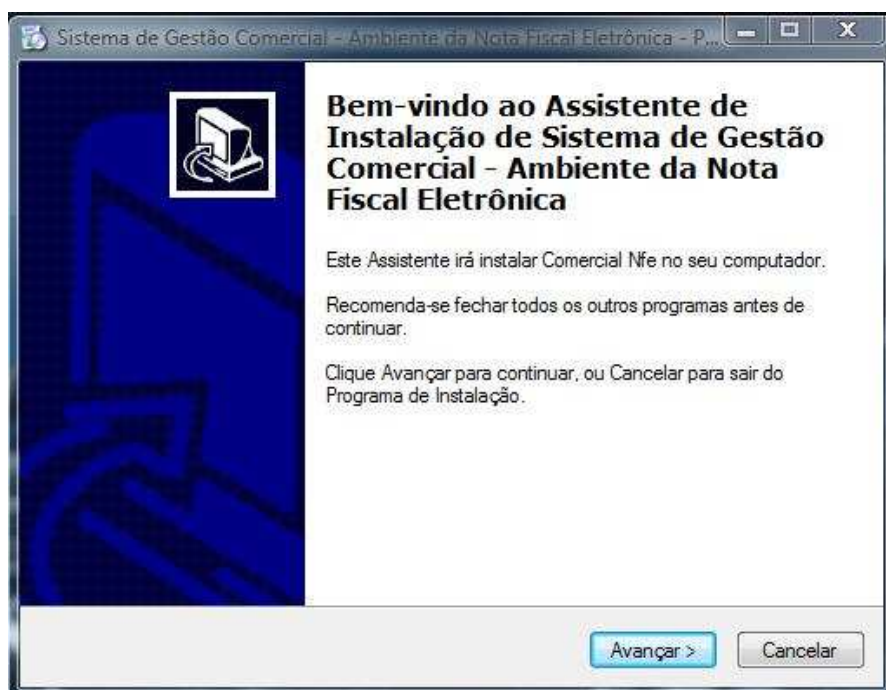 Sistema de Gestão Comercial - Ambiente da Nota Fiscal Eletrônica - P...
Bem-vindo ao Assistente de
Instalação de Sistema de Gestão
Comercial - Ambiente da Nota
Fiscal Eletrônica
Este Assistente irá instalar Comercial Nfe no seu computador.
Recomenda-se fechar todos os outros programas antes de
continuar.
Clique Avançar para continuar, ou Cancelar para sair do
Programa de Instalação.
Avançar >
Cancelar